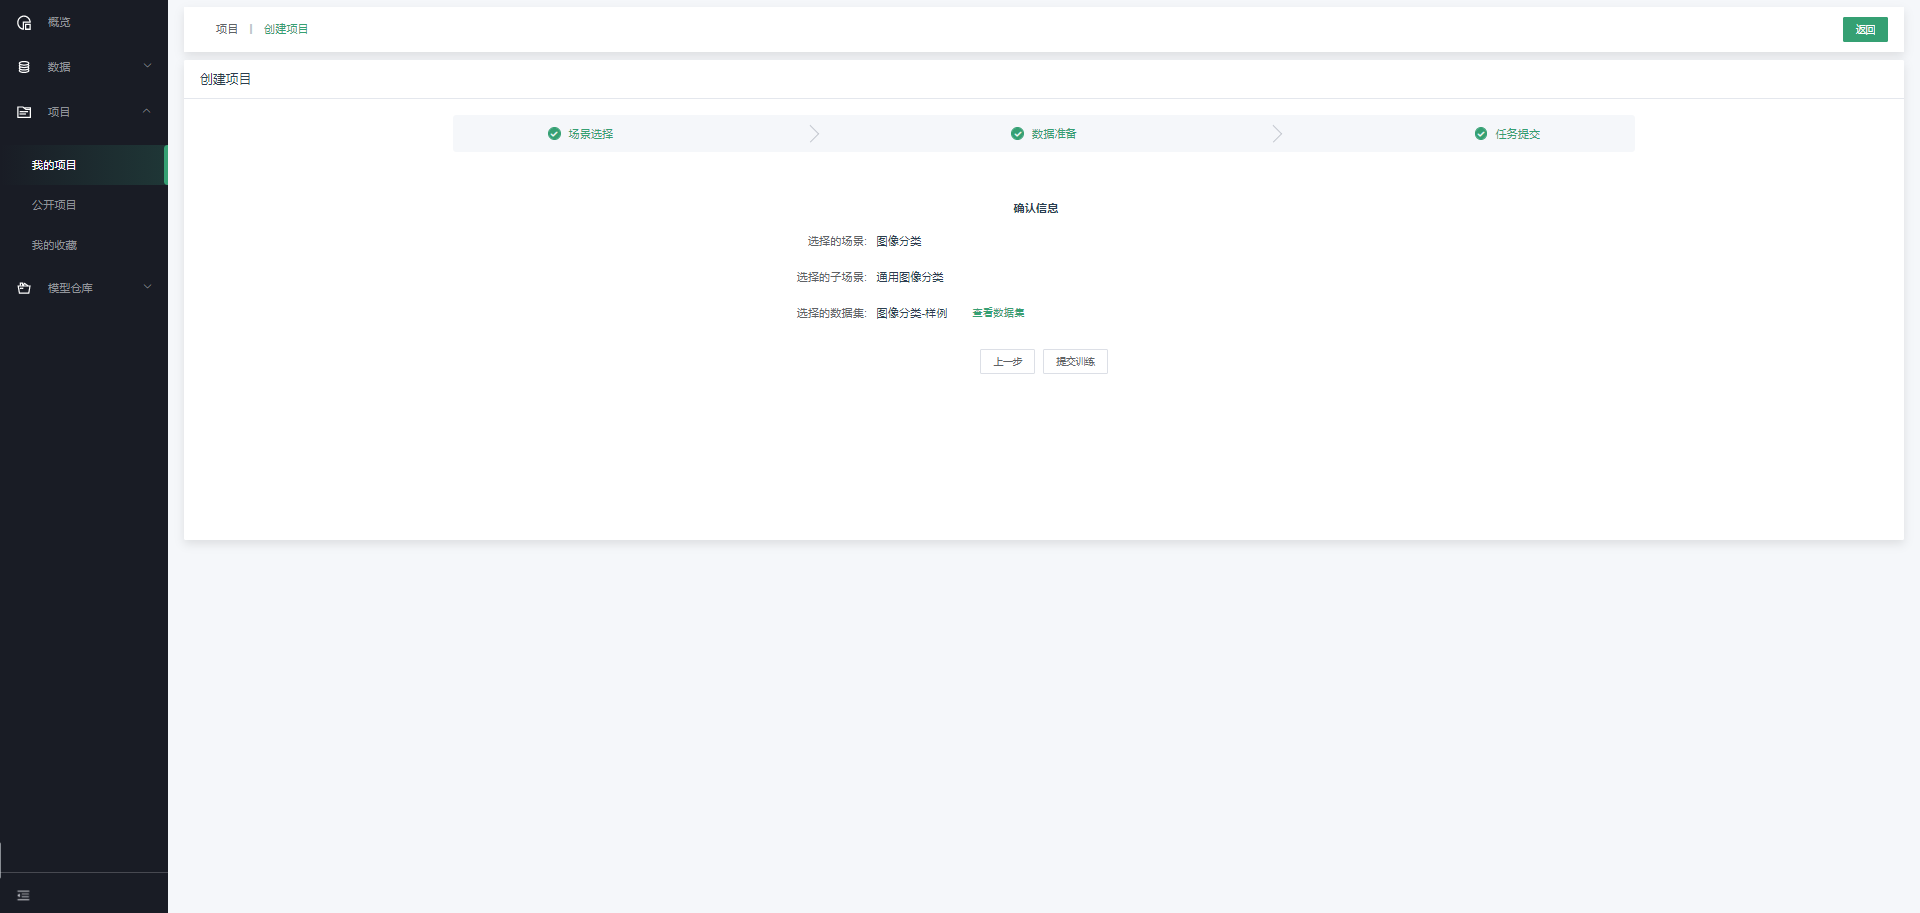 概览
数据
项目
我的项目
公开项目
我的收藏
模型仓库
项目 | 创建项目
返回
创建项目
场景选择
数据准备
任务提交
确认信息
选择的场景: 图像分类
选择的子场景: 通用图像分类
选择的数据集: 图像分类-样例 查看数据集
上一步 提交训练